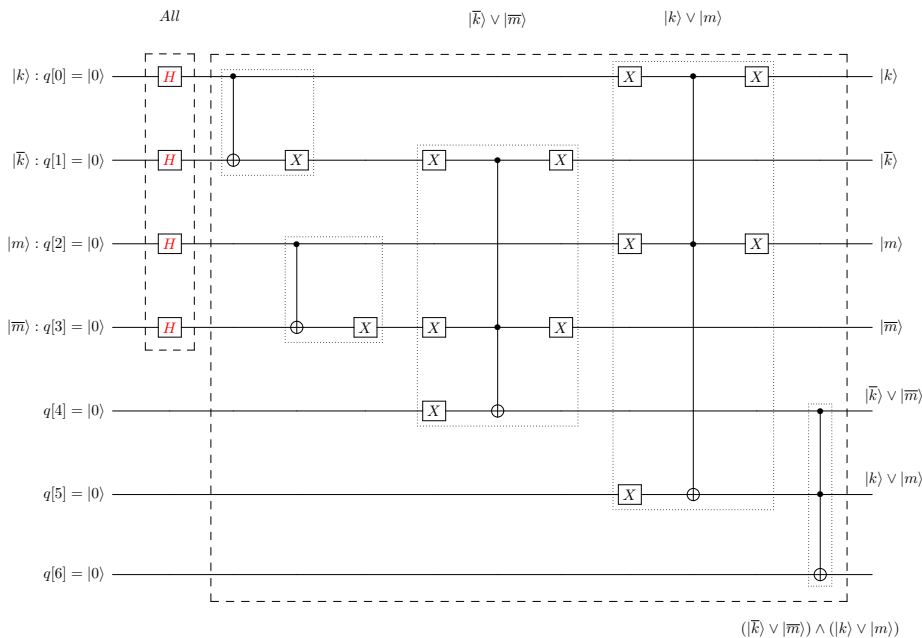 All |k̅⟩ ∨ |m̅⟩ |k⟩ ∨ |m⟩
|k⟩ : q[0] = |0⟩ H X X |k⟩
|k̅⟩ : q[1] = |0⟩ H X X X |k̅⟩
|m⟩ : q[2] = |0⟩ H X X |m⟩
|m̅⟩ : q[3] = |0⟩ H X X X |m̅⟩
|k̅⟩ ∨ |m̅⟩
q[4] = |0⟩ X
|k⟩ ∨ |m⟩
q[5] = |0⟩ X
q[6] = |0⟩
(|k̅⟩ ∨ |m̅⟩) ∧ (|k⟩ ∨ |m⟩)